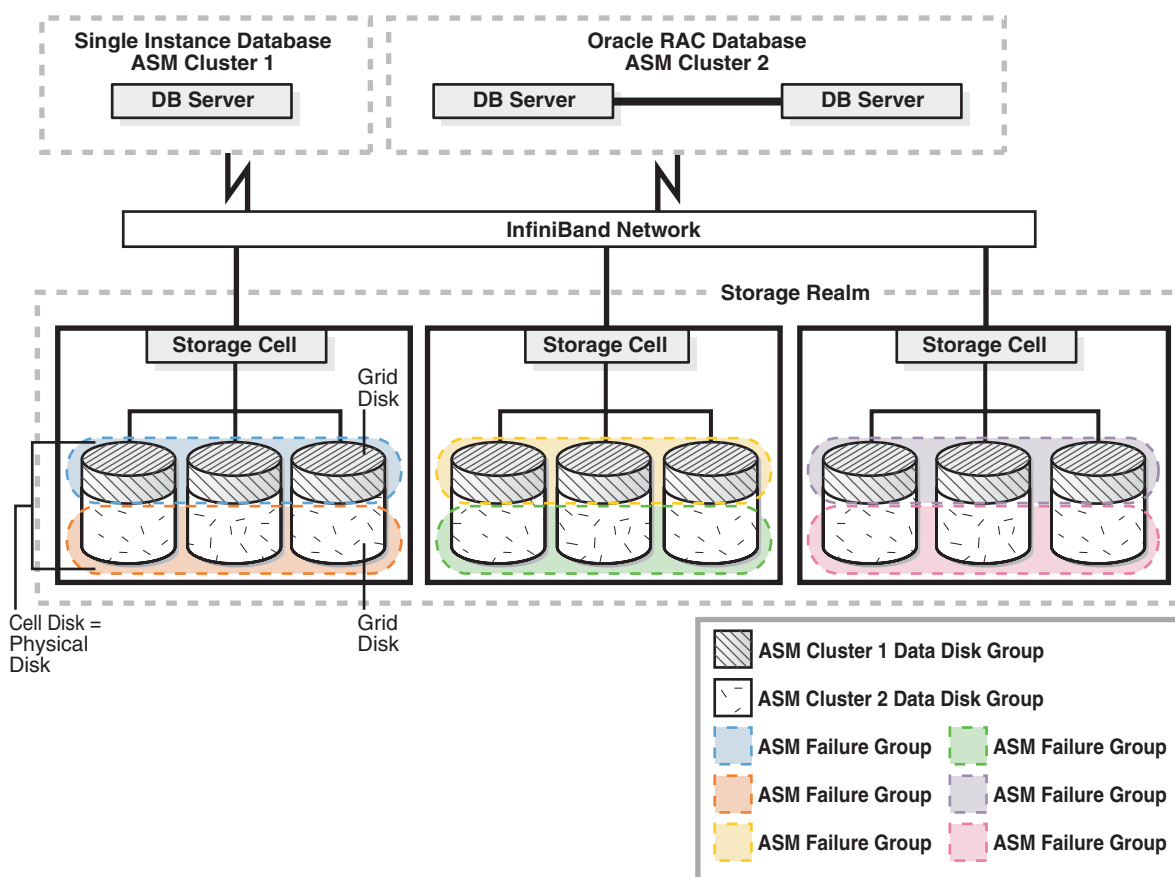 Single Instance Database
ASM Cluster 1
DB Server
Oracle RAC Database
ASM Cluster 2
DB Server
DB Server
InfiniBand Network
Storage Realm
Storage Cell
Storage Cell
Storage Cell
Grid
Disk
Cell Disk =
Physical
Disk
Grid
Disk
ASM Cluster 1 Data Disk Group
ASM Cluster 2 Data Disk Group
ASM Failure Group
ASM Failure Group
ASM Failure Group
ASM Failure Group
ASM Failure Group
ASM Failure Group